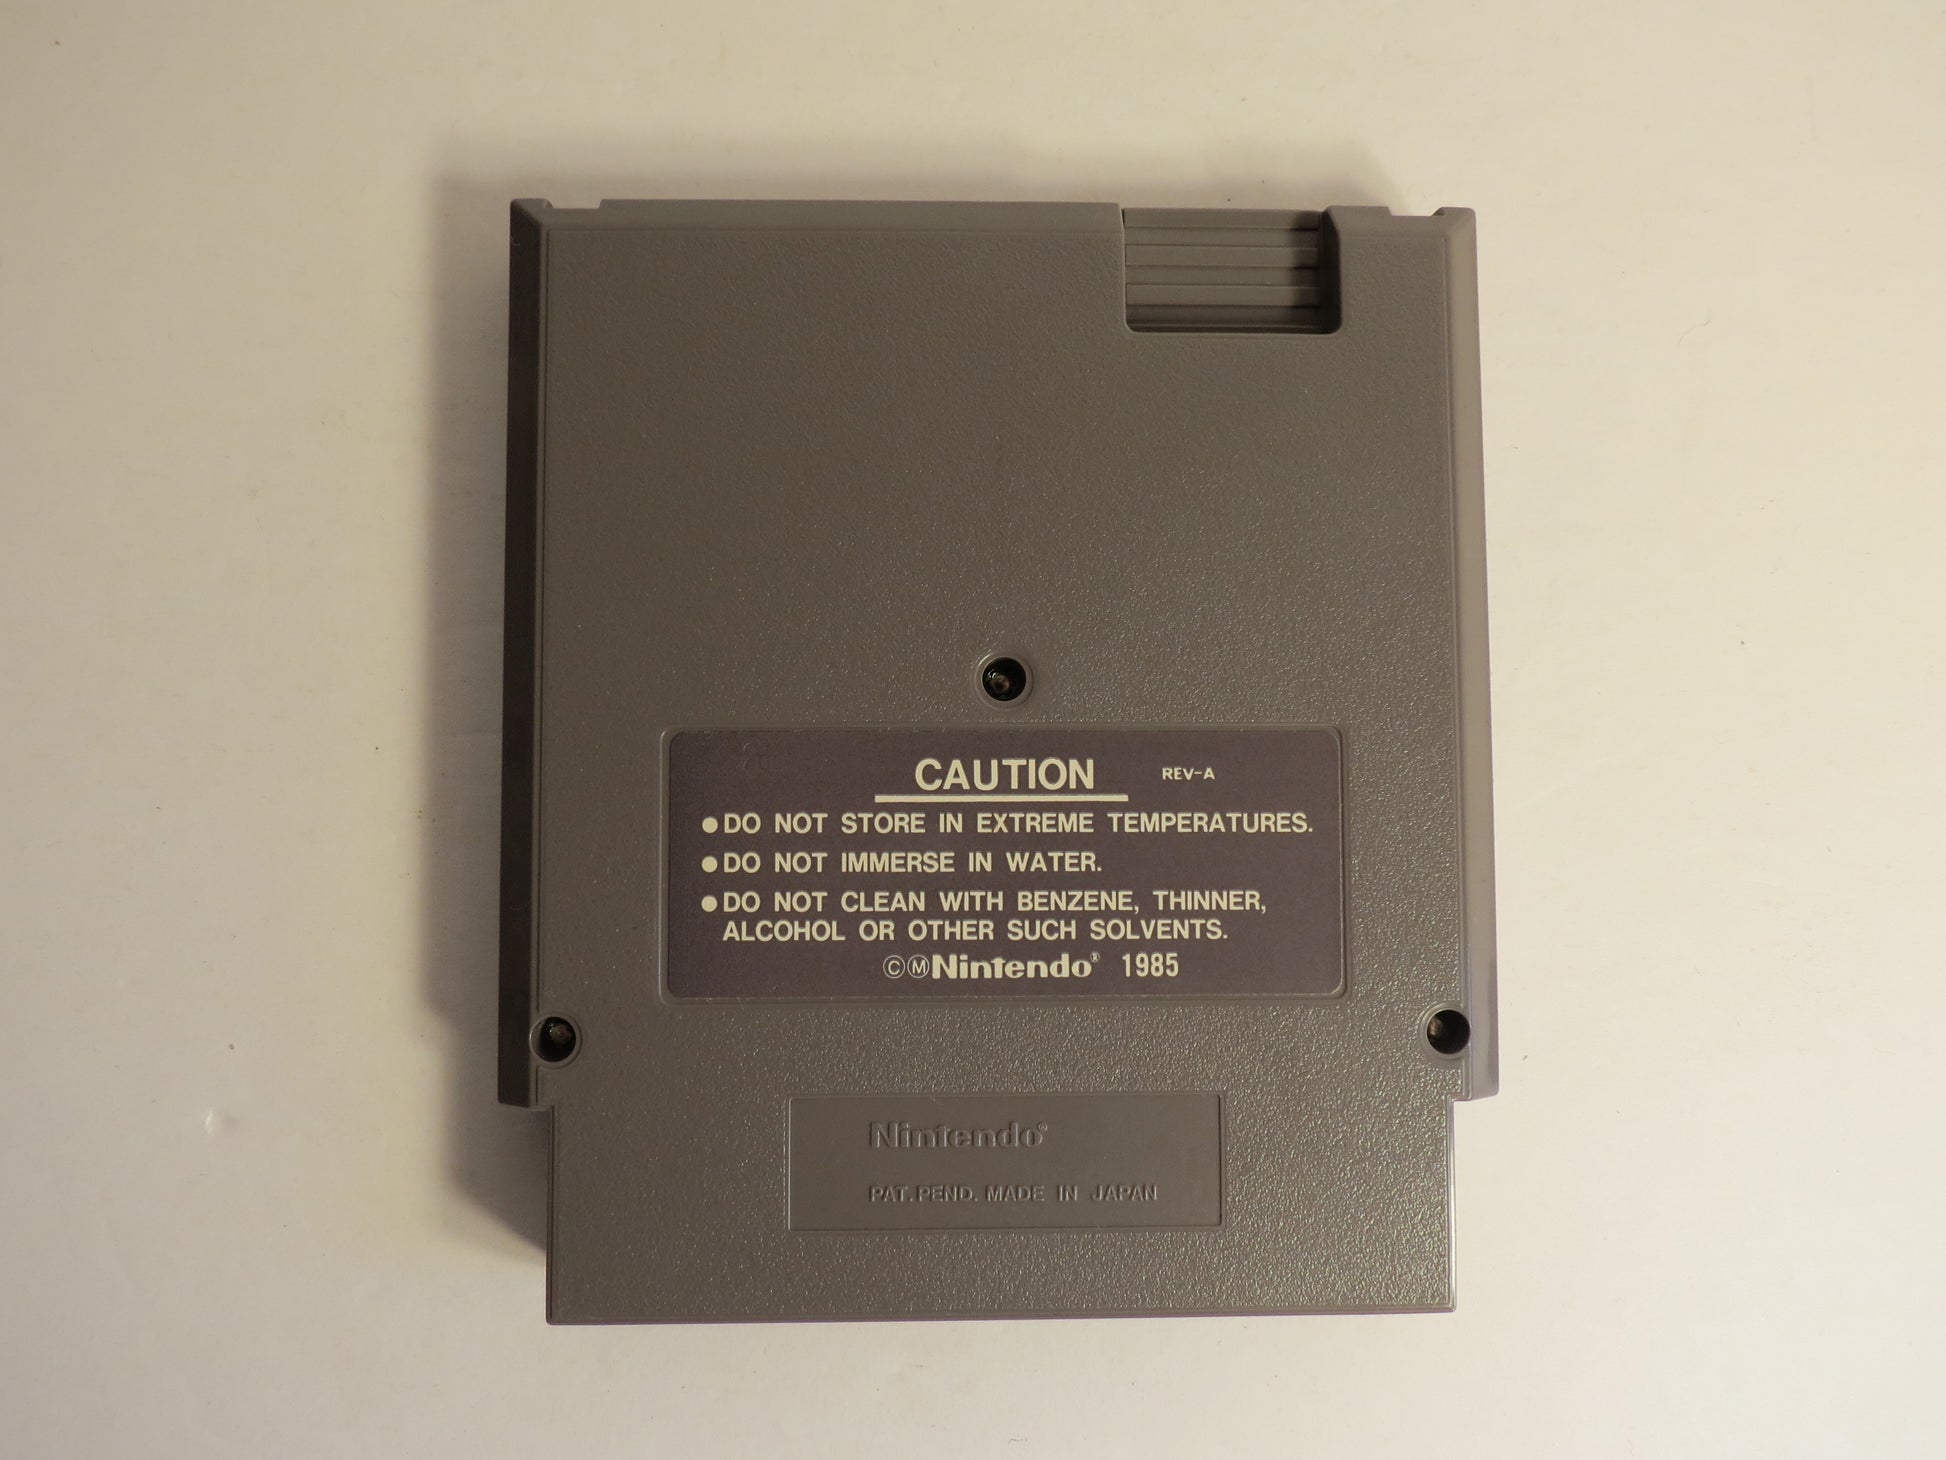 CAUTION REV-A
●DO NOT STORE IN EXTREME TEMPERATURES.
●DO NOT IMMERSE IN WATER.
●DO NOT CLEAN WITH BENZENE, THINNER,
ALCOHOL OR OTHER SUCH SOLVENTS.
ⒸⓂNintendo® 1985
Nintendo®
PAT. PEND. MADE IN JAPAN